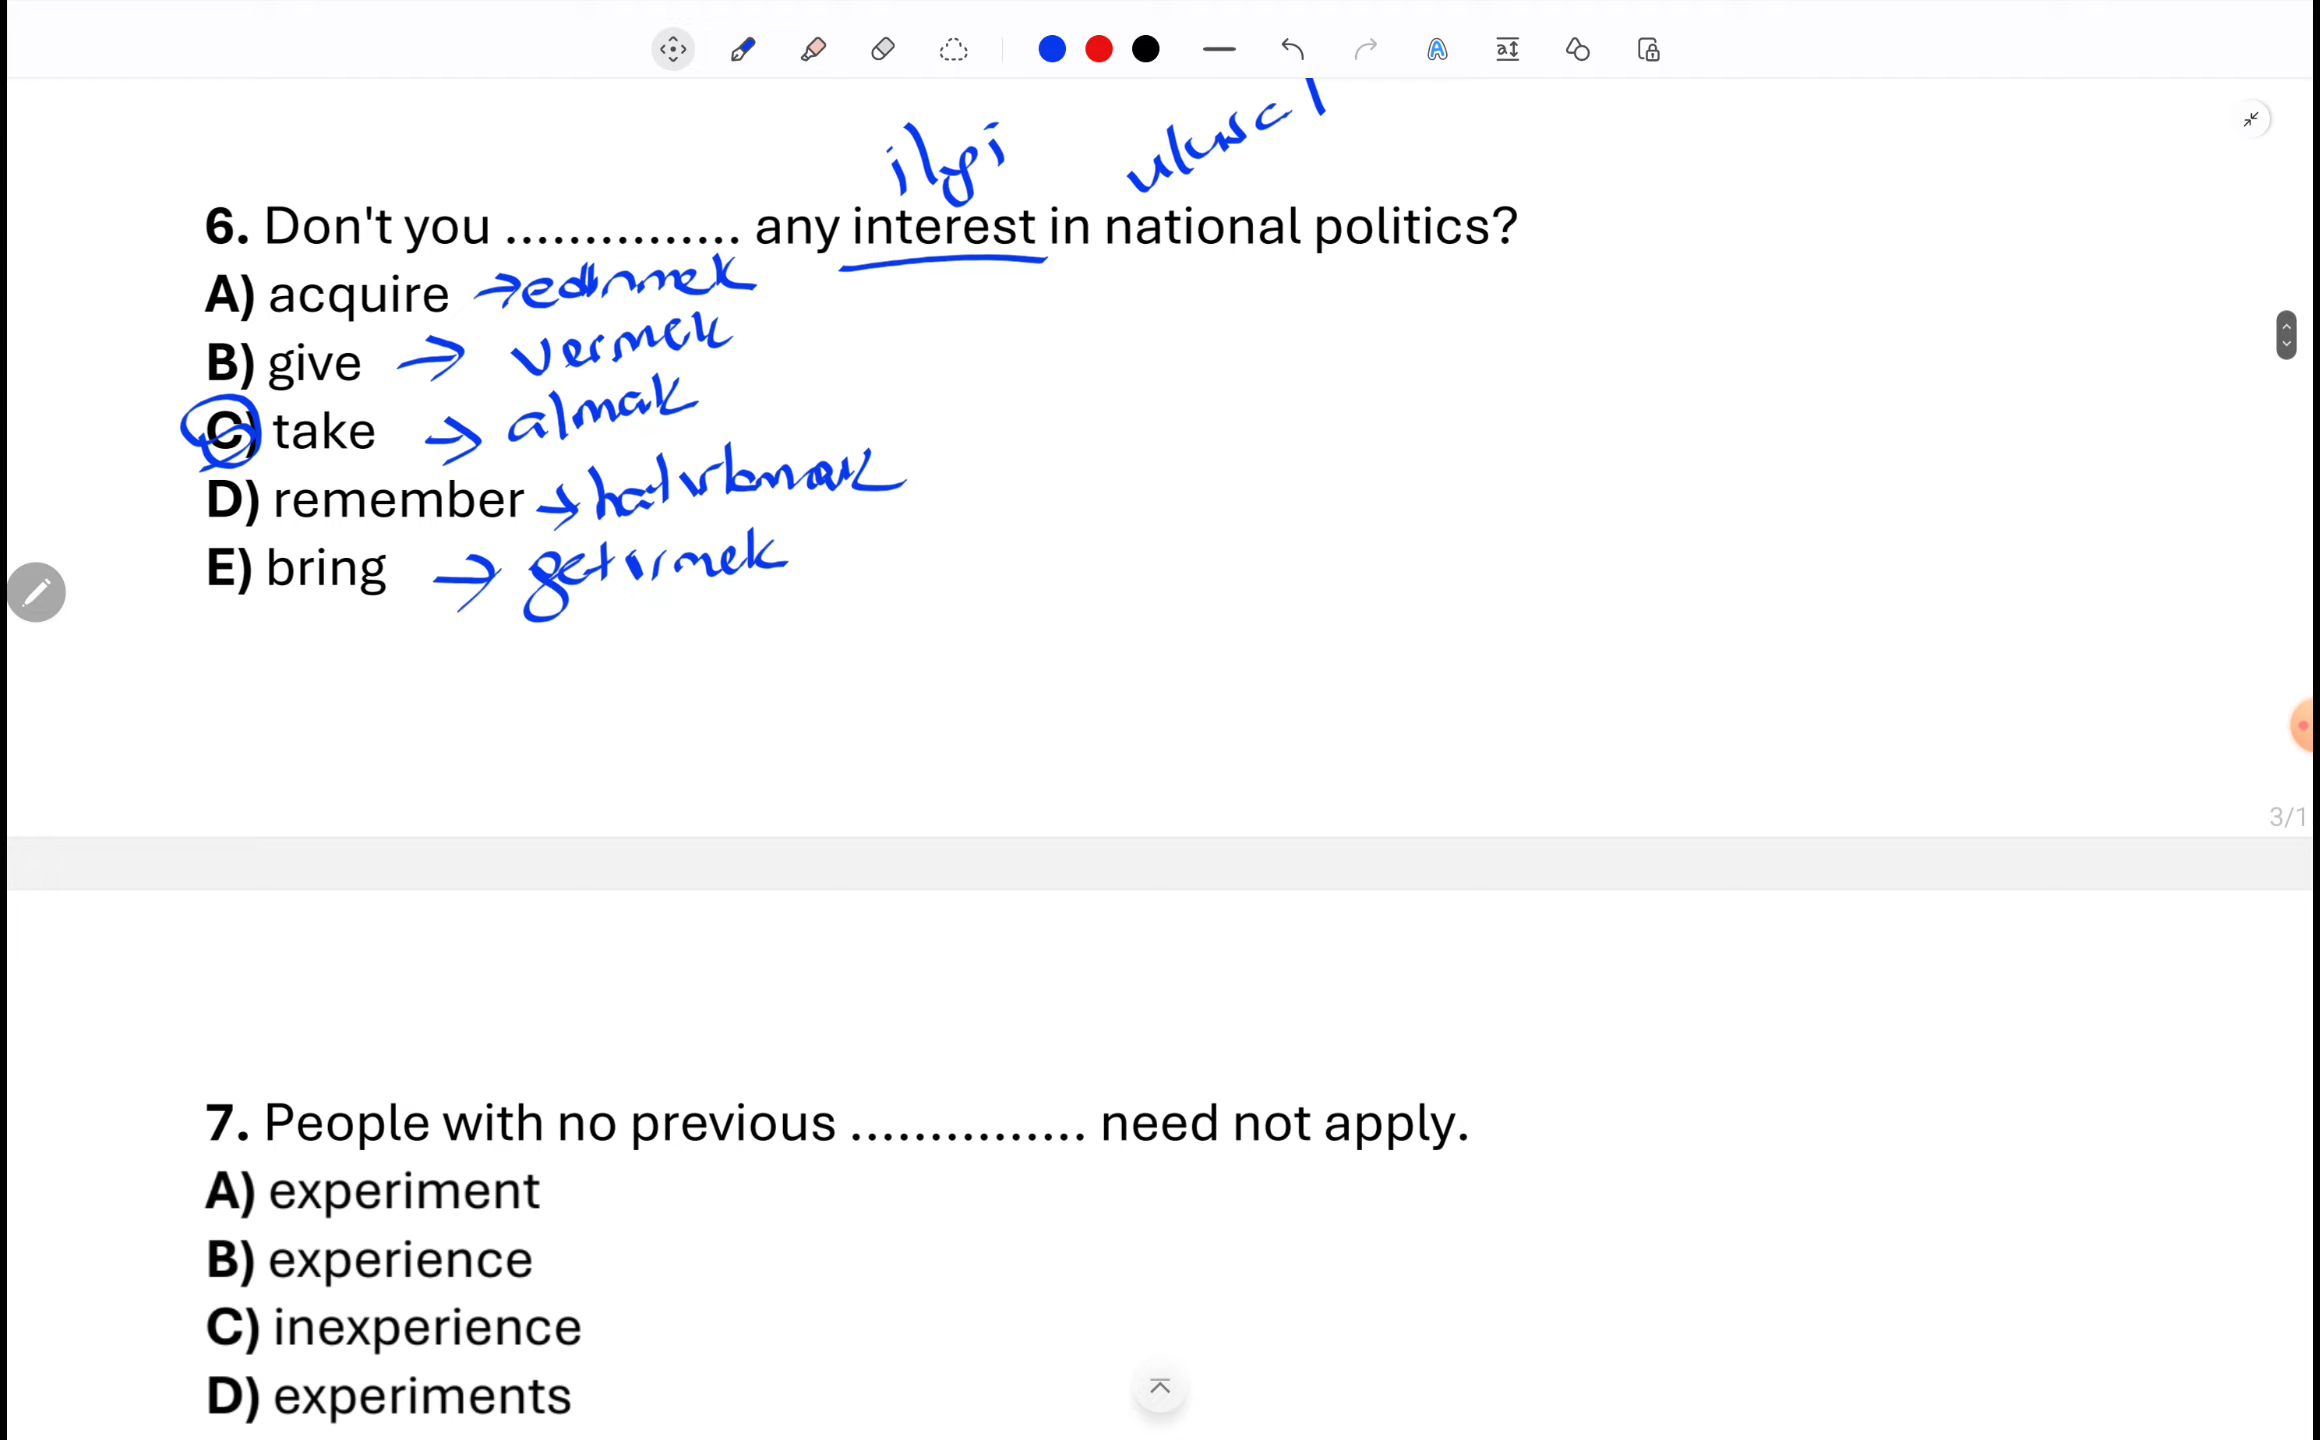 ilgi ulusal
6. Don't you ............... any interest in national politics?
A) acquire → edinmek
B) give → vermek
C) take → almak
D) remember → hatırlamak
E) bring → getirmek
3/1
7. People with no previous ............... need not apply.
A) experiment
B) experience
C) inexperience
D) experiments